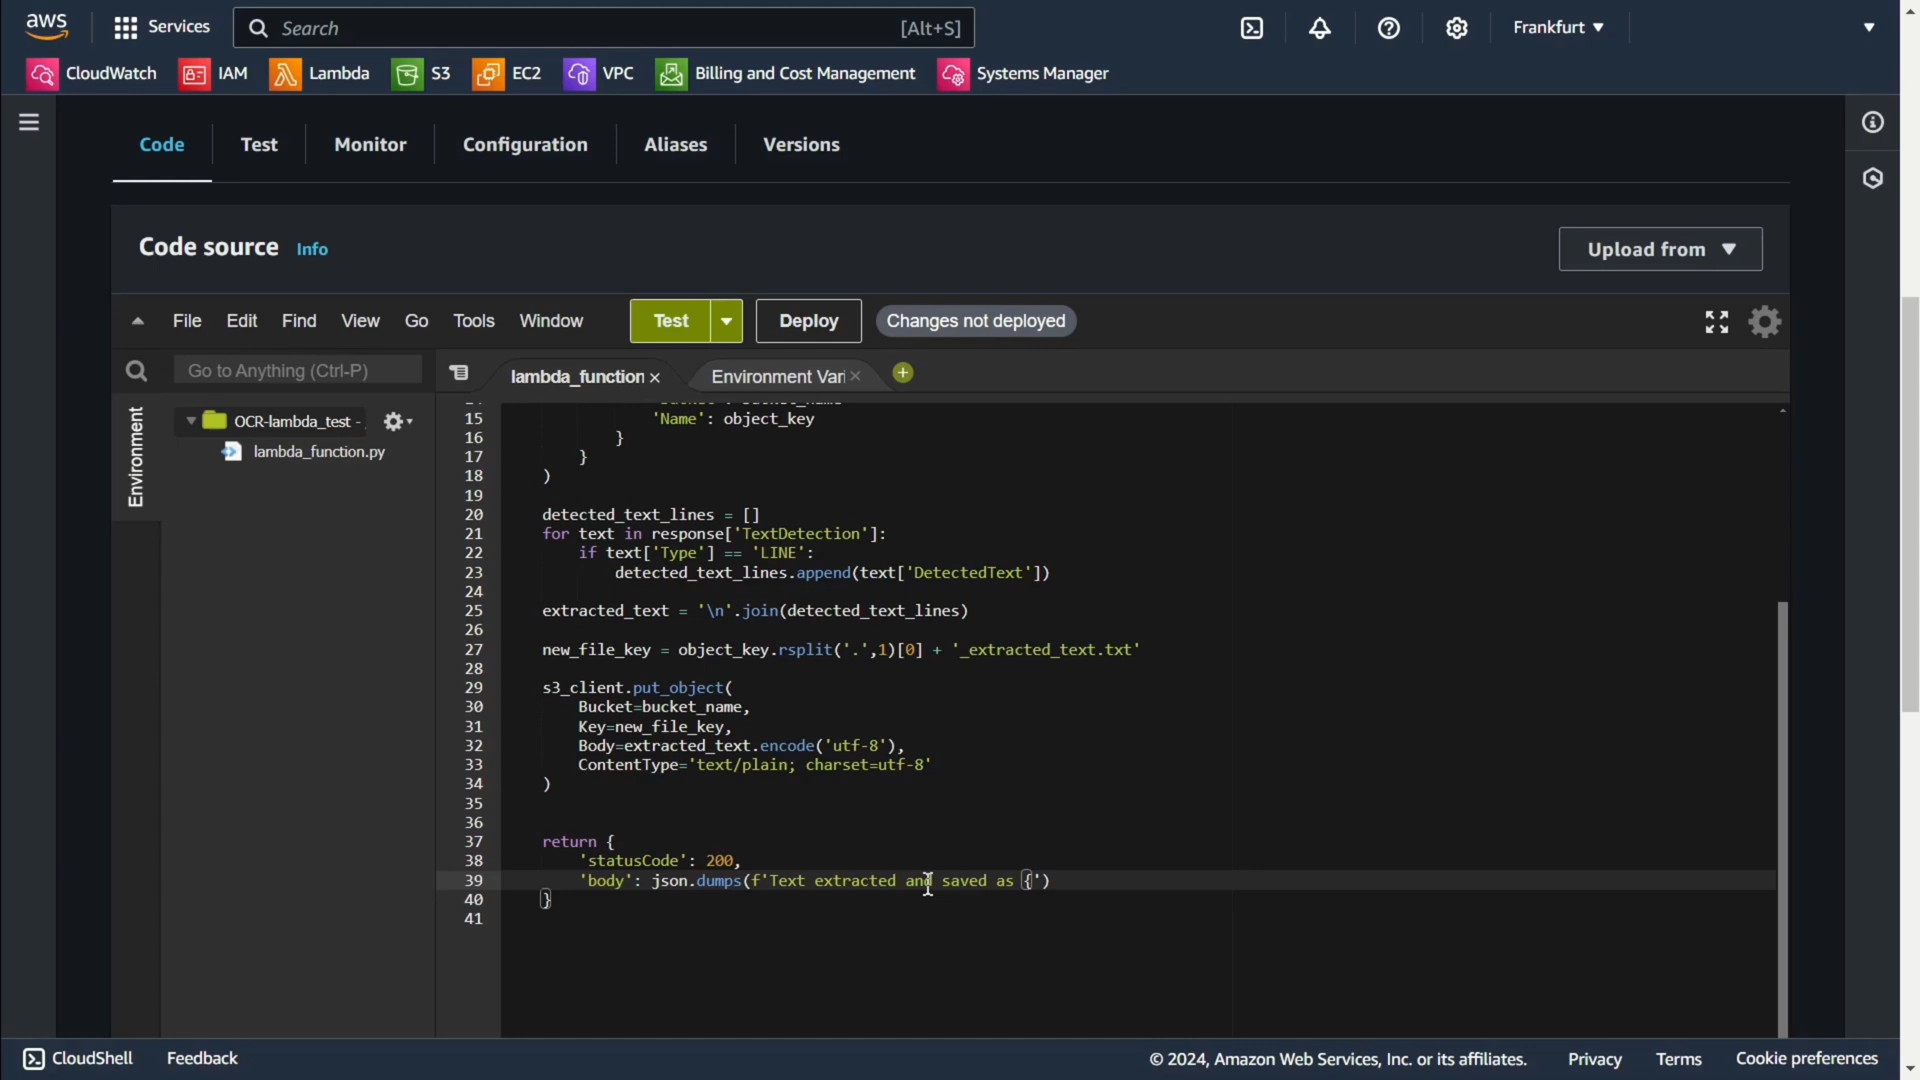 aws Services Search [Alt+S] Frankfurt
CloudWatch IAM Lambda S3 EC2 VPC Billing and Cost Management Systems Manager
Code Test Monitor Configuration Aliases Versions
Code source Info Upload from
File Edit Find View Go Tools Window Test Deploy Changes not deployed
Go to Anything (Ctrl-P) lambda_function Environment Vari
Environment
OCR-lambda_test -
lambda_function.py
15 'Name': object_key
16 }
17 }
18 )
19
20 detected_text_lines = []
21 for text in response['TextDetection']:
22 if text['Type'] == 'LINE':
23 detected_text_lines.append(text['DetectedText'])
24
25 extracted_text = '\n'.join(detected_text_lines)
26
27 new_file_key = object_key.rsplit('.',1)[0] + '_extracted_text.txt'
28
29 s3_client.put_object(
30 Bucket=bucket_name,
31 Key=new_file_key,
32 Body=extracted_text.encode('utf-8'),
33 ContentType='text/plain; charset=utf-8'
34 )
35
36
37 return {
38 'statusCode': 200,
39 'body': json.dumps(f'Text extracted and saved as {')
40 }
41
CloudShell Feedback © 2024, Amazon Web Services, Inc. or its affiliates. Privacy Terms Cookie preferences